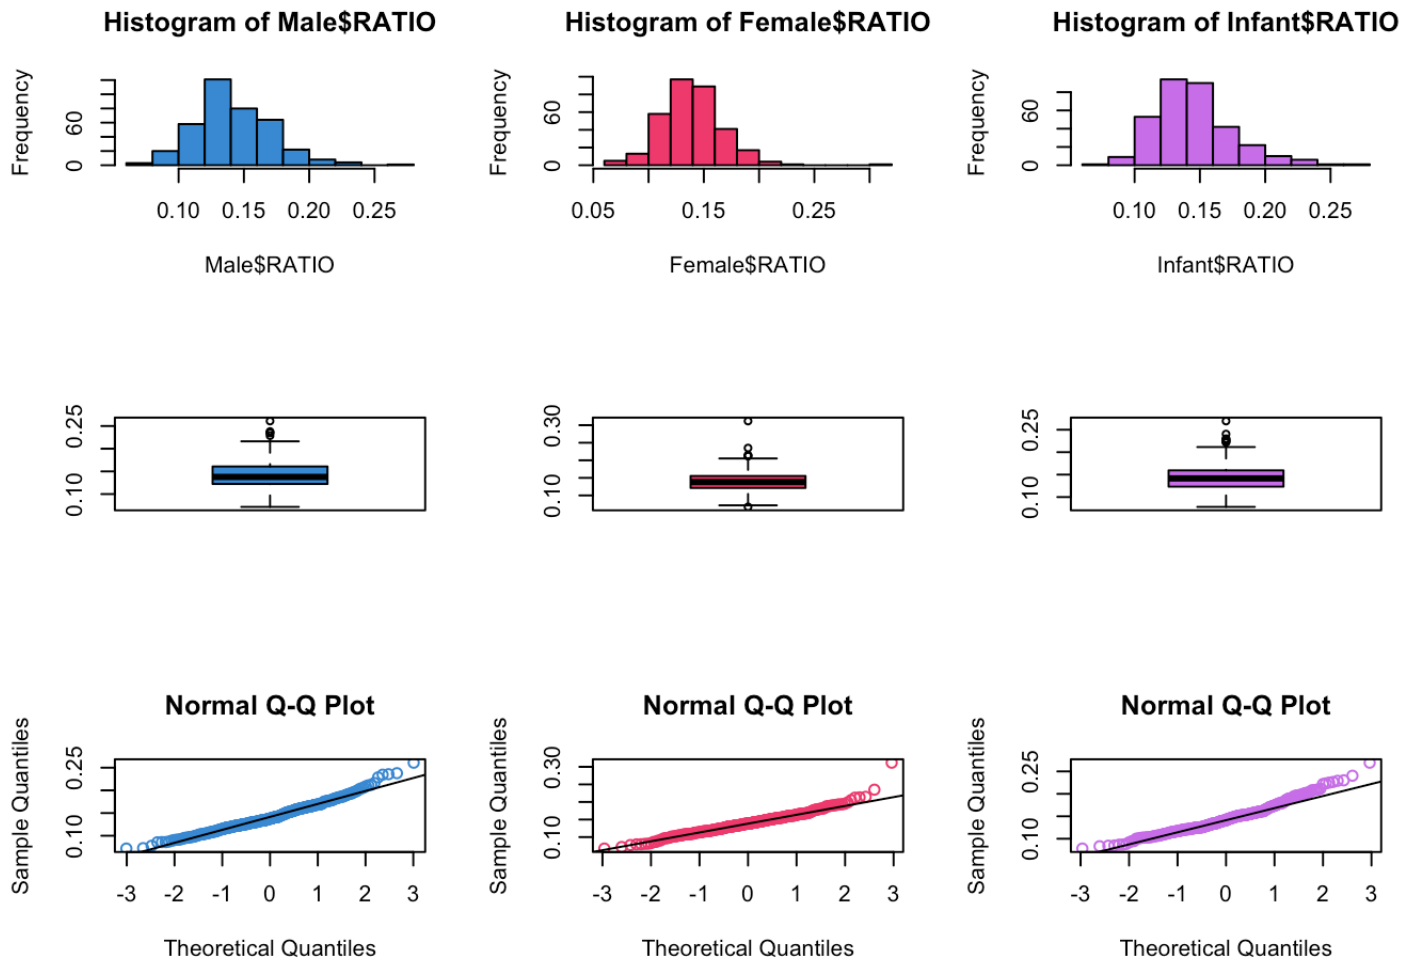 Histogram of Male$RATIO
Frequency
0 60
0.10 0.15 0.20 0.25
Male$RATIO
Histogram of Female$RATIO
Frequency
0 60
0.05 0.15 0.25
Female$RATIO
Histogram of Infant$RATIO
Frequency
0 60
0.10 0.15 0.20 0.25
Infant$RATIO
0.10 0.25
0.10 0.30
0.10 0.25
Normal Q-Q Plot
Sample Quantiles
0.10 0.25
-3 -2 -1 0 1 2 3
Theoretical Quantiles
Normal Q-Q Plot
Sample Quantiles
0.10 0.30
-3 -2 -1 0 1 2 3
Theoretical Quantiles
Normal Q-Q Plot
Sample Quantiles
0.10 0.25
-3 -2 -1 0 1 2 3
Theoretical Quantiles